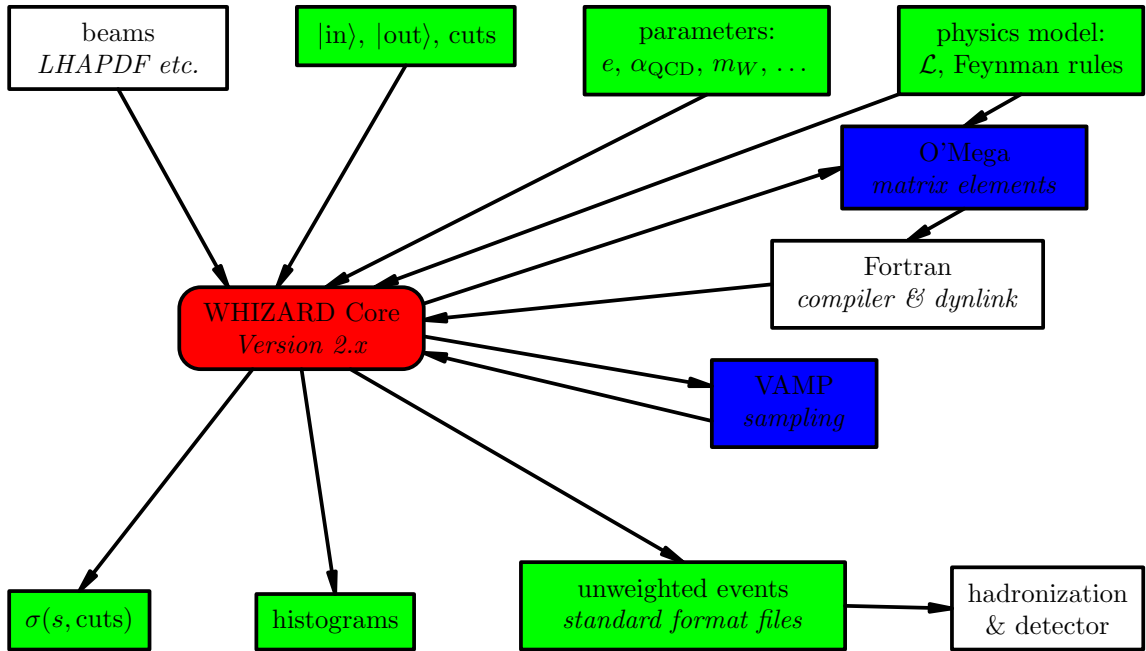 beams
LHAPDF etc.
|in⟩, |out⟩, cuts
parameters:
e, α_QCD, m_W, …
physics model:
ℒ, Feynman rules
O'Mega
matrix elements
Fortran
compiler & dynlink
WHIZARD Core
Version 2.x
VAMP
sampling
σ(s, cuts)
histograms
unweighted events
standard format files
hadronization
& detector